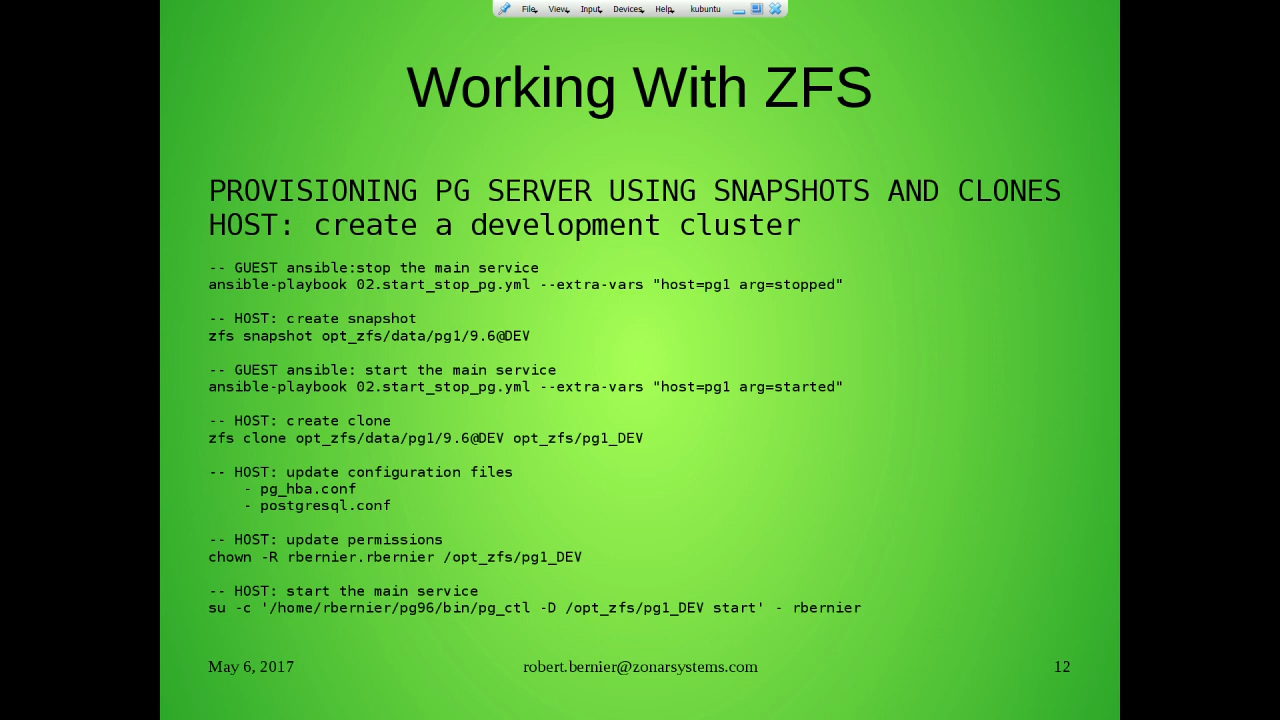 File View Input Devices Help kubuntu
Working With ZFS
PROVISIONING PG SERVER USING SNAPSHOTS AND CLONES
HOST: create a development cluster
-- GUEST ansible:stop the main service
ansible-playbook 02.start_stop_pg.yml --extra-vars "host=pg1 arg=stopped"
-- HOST: create snapshot
zfs snapshot opt_zfs/data/pg1/9.6@DEV
-- GUEST ansible: start the main service
ansible-playbook 02.start_stop_pg.yml --extra-vars "host=pg1 arg=started"
-- HOST: create clone
zfs clone opt_zfs/data/pg1/9.6@DEV opt_zfs/pg1_DEV
-- HOST: update configuration files
- pg_hba.conf
- postgresql.conf
-- HOST: update permissions
chown -R rbernier.rbernier /opt_zfs/pg1_DEV
-- HOST: start the main service
su -c '/home/rbernier/pg96/bin/pg_ctl -D /opt_zfs/pg1_DEV start' - rbernier
May 6, 2017 robert.bernier@zonarsystems.com 12